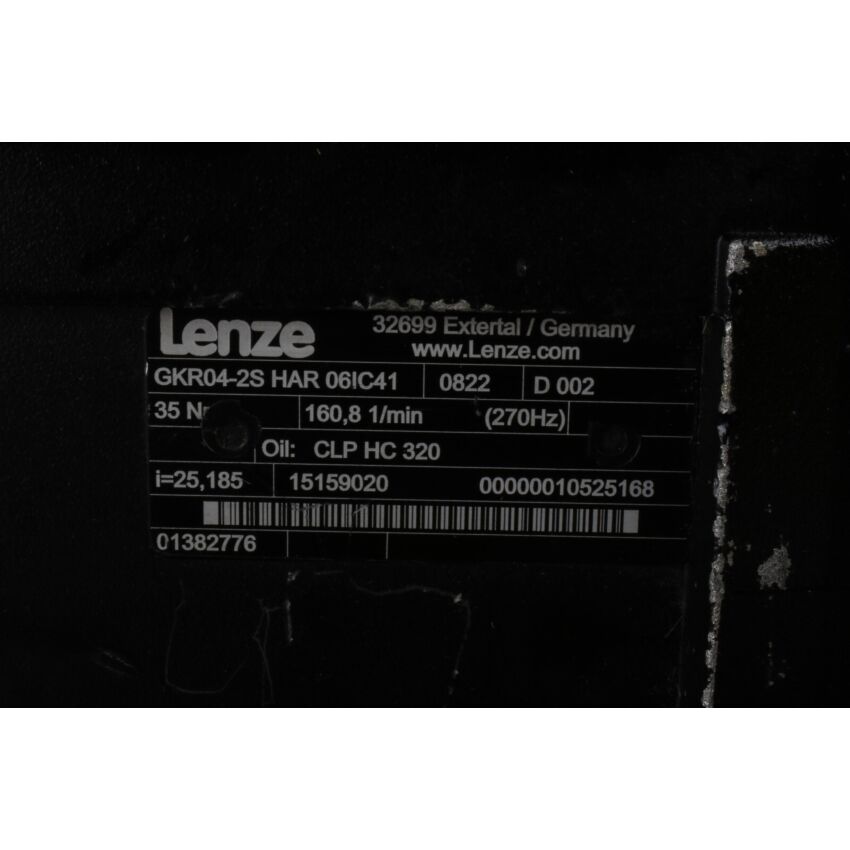 Lenze
32699 Extertal / Germany
www.Lenze.com
GKR04-2S HAR 06IC41 0822 D 002
35 160,8 1/min (270Hz)
Oil: CLP HC 320
i=25,185 15159020 00000010525168
01382776